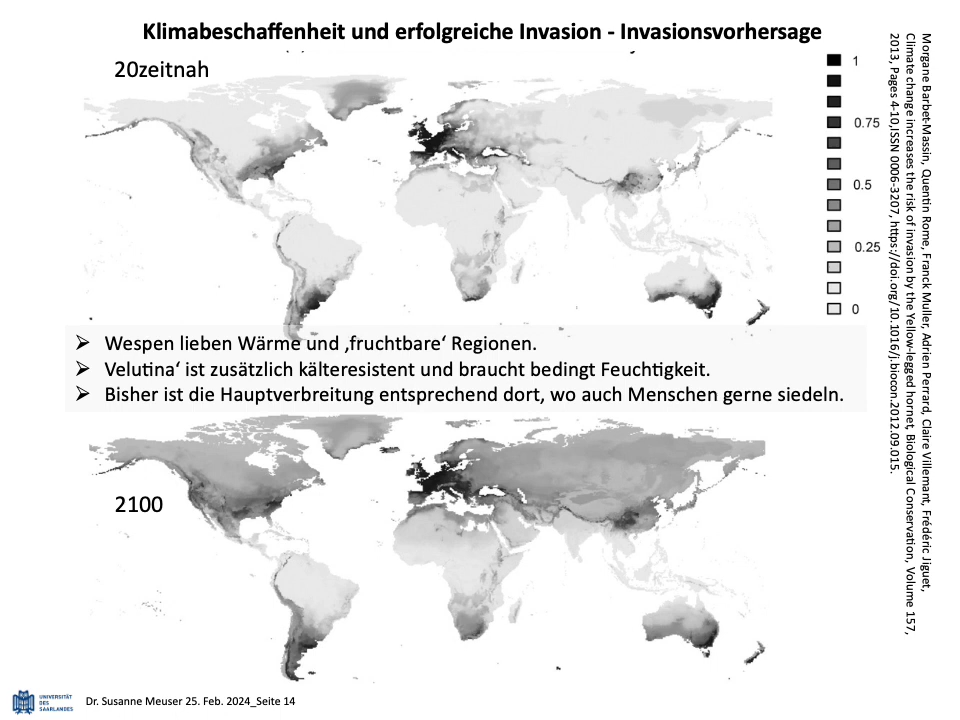 Klimabeschaffenheit und erfolgreiche Invasion - Invasionsvorhersage
20zeitnah
1
0.75
0.5
0.25
0
Morgane Barbet-Massin, Quentin Rome, Franck Muller, Adrien Perrard, Claire Villemant, Frédéric Jiguet,
Climate change increases the risk of invasion by the Yellow-legged hornet, Biological Conservation, Volume 157,
2013, Pages 4-10,ISSN 0006-3207, https://doi.org/10.1016/j.biocon.2012.09.015.
➢ Wespen lieben Wärme und ‚fruchtbare‘ Regionen.
➢ Velutina‘ ist zusätzlich kälteresistent und braucht bedingt Feuchtigkeit.
➢ Bisher ist die Hauptverbreitung entsprechend dort, wo auch Menschen gerne siedeln.
2100
UNIVERSITÄT
DES
SAARLANDES
Dr. Susanne Meuser 25. Feb. 2024_Seite 14